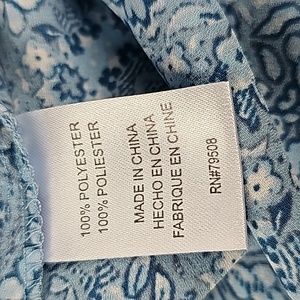 100% POLYESTER
100% POLIESTER
MADE IN CHINA
HECHO EN CHINA
FABRIQUE EN CHINE
RN#79508